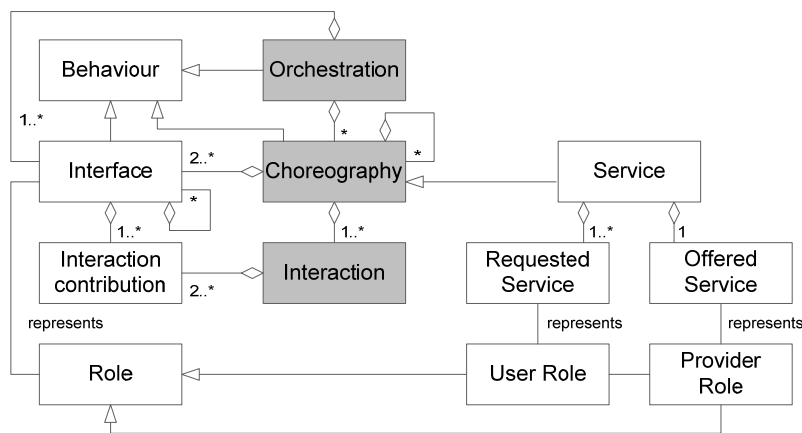 Behaviour
Orchestration
1..*
*
2..*
*
Interface
Choreography
Service
*
1..*
1..*
1..*
1
Interaction
contribution
Interaction
Requested
Service
Offered
Service
2..*
represents
represents
represents
Role
User Role
Provider
Role